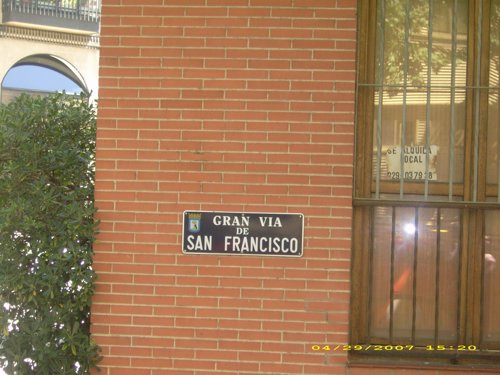 GRAN VIA
DE
SAN FRANCISCO
SE ALQUILA
LOCAL
04/29/2007 15:20